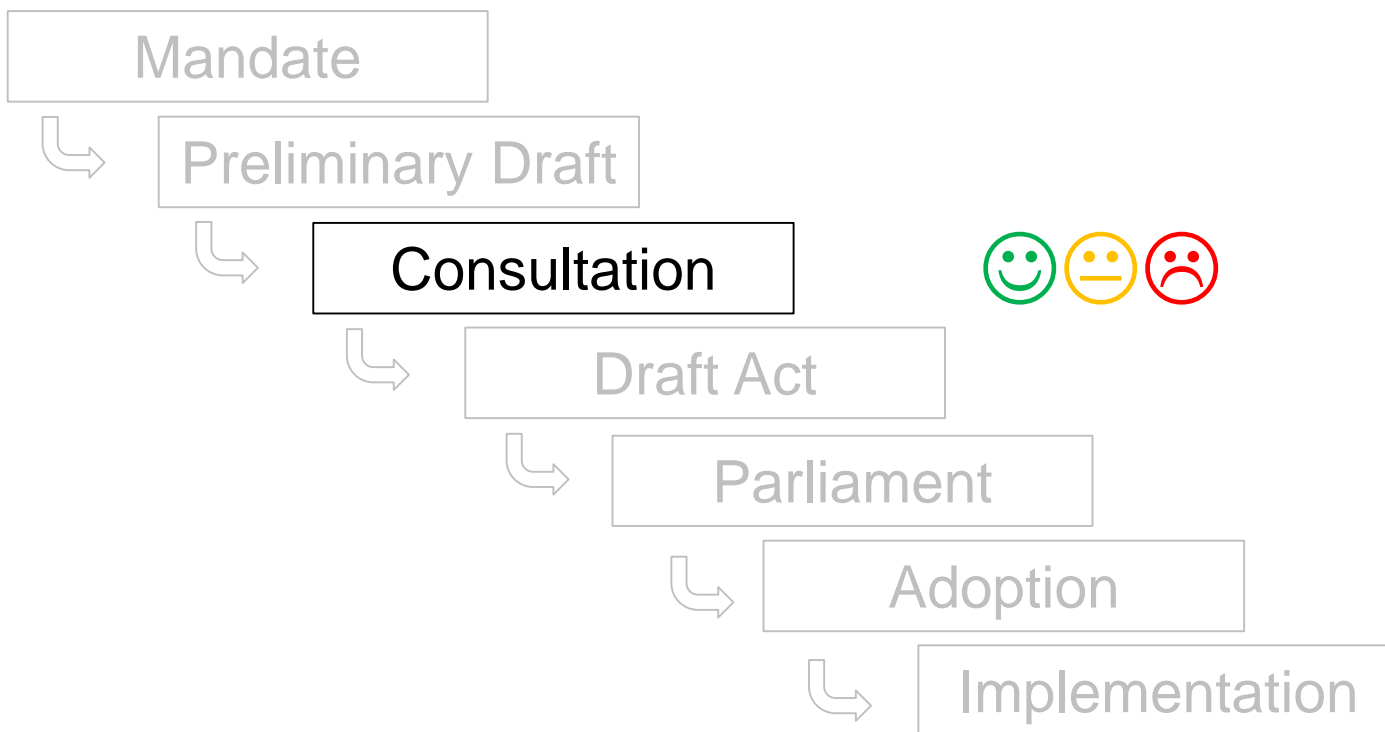 Mandate
Preliminary Draft
Consultation
Draft Act
Parliament
Adoption
Implementation